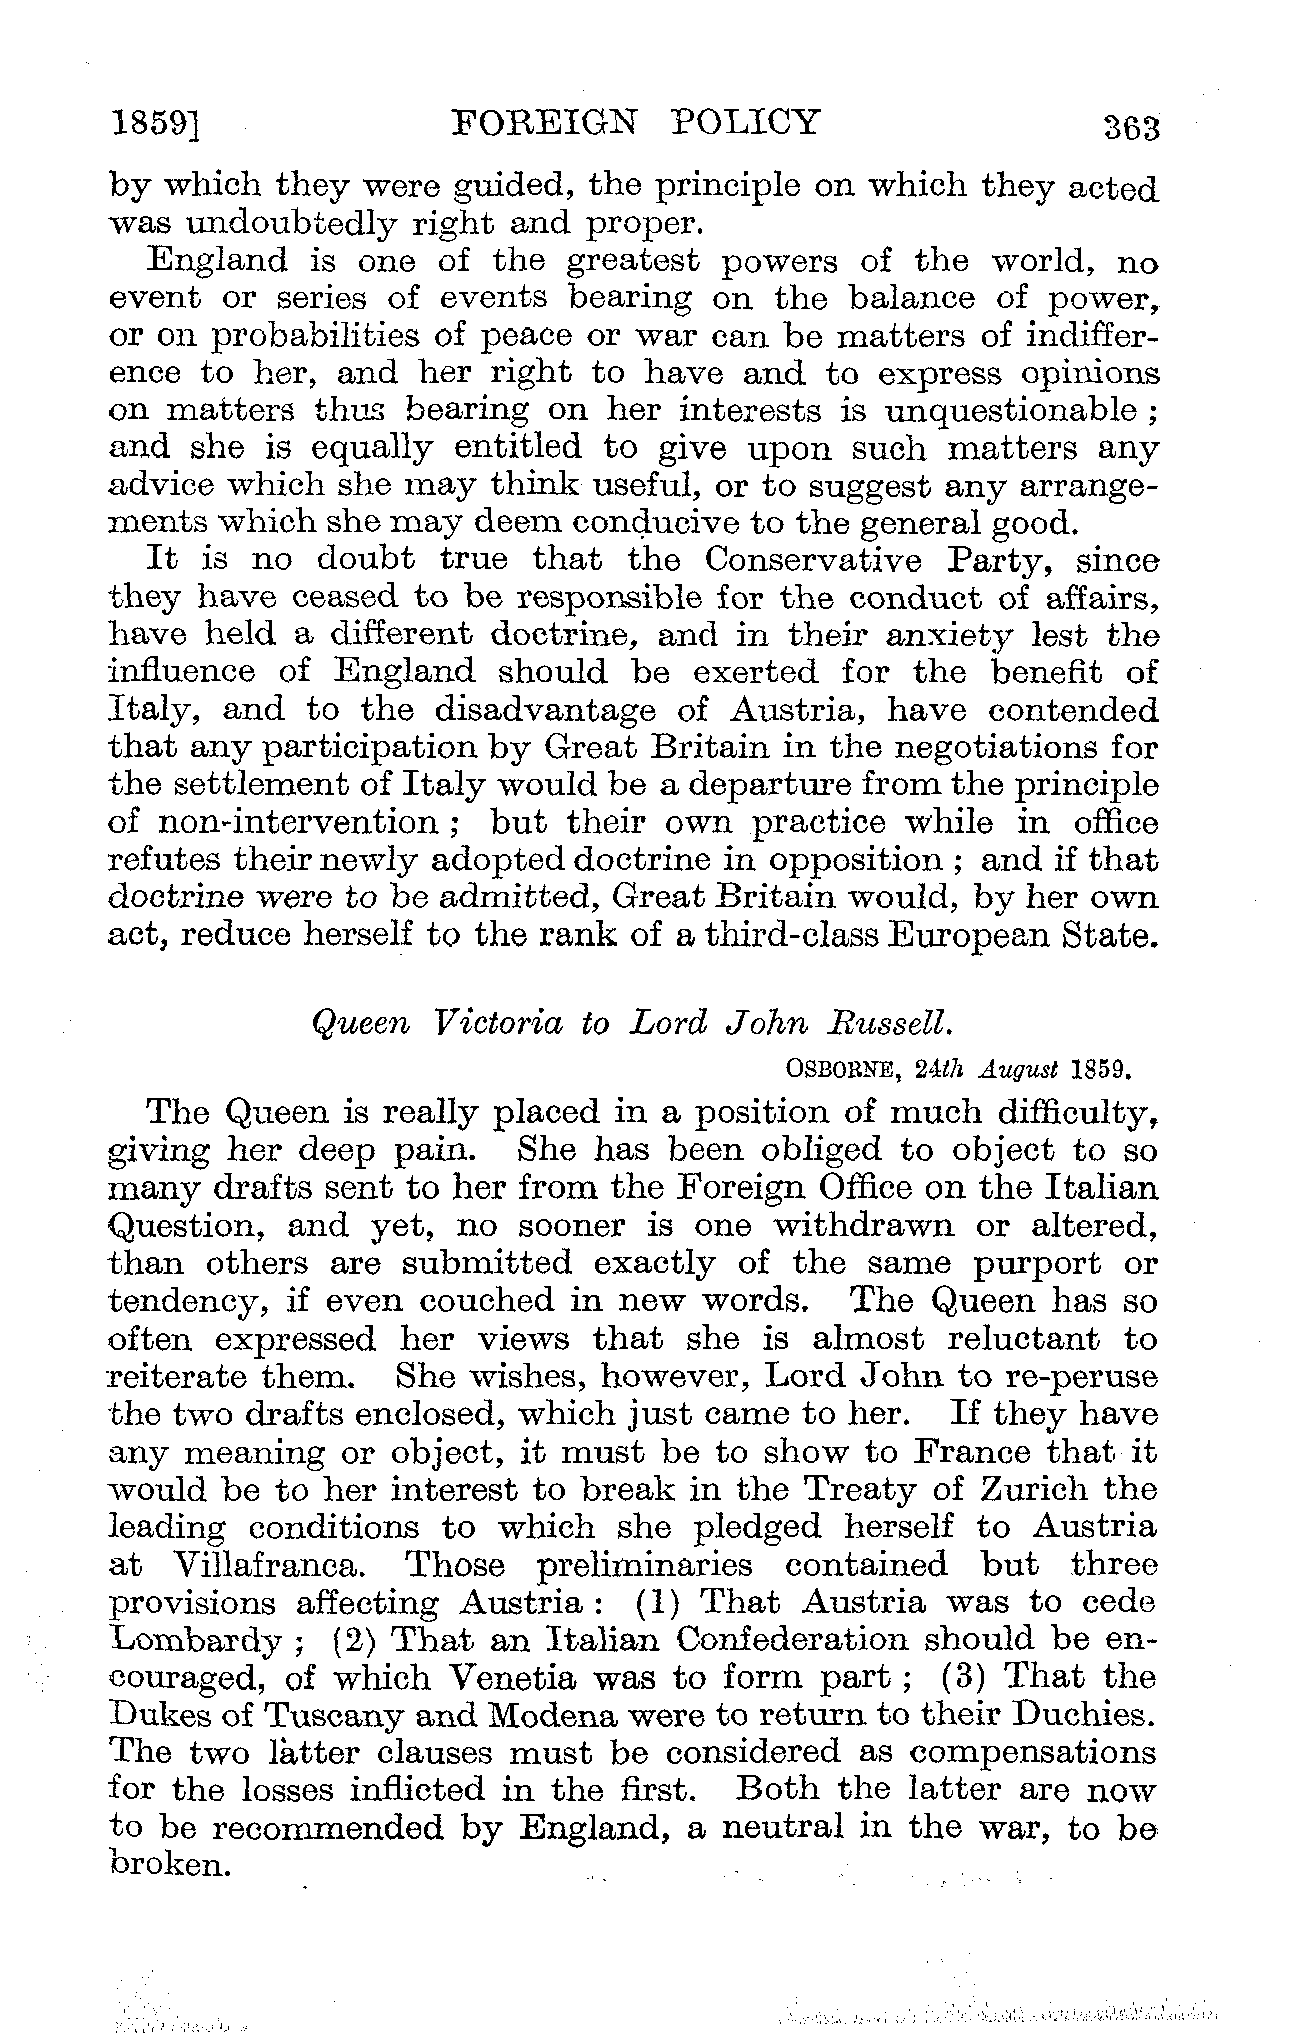 1859] FOREIGN POLICY 363
by which they were guided, the principle on which they acted
was undoubtedly right and proper.
England is one of the greatest powers of the world, no
event or series of events bearing on the balance of power,
or on probabilities of peace or war can be matters of indiffer-
ence to her, and her right to have and to express opinions
on matters thus bearing on her interests is unquestionable ;
and she is equally entitled to give upon such matters any
advice which she may think useful, or to suggest any arrange-
ments which she may deem conducive to the general good.
It is no doubt true that the Conservative Party, since
they have ceased to be responsible for the conduct of affairs,
have held a different doctrine, and in their anxiety lest the
influence of England should be exerted for the benefit of
Italy, and to the disadvantage of Austria, have contended
that any participation by Great Britain in the negotiations for
the settlement of Italy would be a departure from the principle
of non-intervention ; but their own practice while in office
refutes their newly adopted doctrine in opposition ; and if that
doctrine were to be admitted, Great Britain would, by her own
act, reduce herself to the rank of a third-class European State.
Queen Victoria to Lord John Russell.
OSBORNE, 24th August 1859.
The Queen is really placed in a position of much difficulty,
giving her deep pain. She has been obliged to object to so
many drafts sent to her from the Foreign Office on the Italian
Question, and yet, no sooner is one withdrawn or altered,
than others are submitted exactly of the same purport or
tendency, if even couched in new words. The Queen has so
often expressed her views that she is almost reluctant to
reiterate them. She wishes, however, Lord John to re-peruse
the two drafts enclosed, which just came to her. If they have
any meaning or object, it must be to show to France that it
would be to her interest to break in the Treaty of Zurich the
leading conditions to which she pledged herself to Austria
at Villafranca. Those preliminaries contained but three
provisions affecting Austria : (1) That Austria was to cede
Lombardy ; (2) That an Italian Confederation should be en-
couraged, of which Venetia was to form part ; (3) That the
Dukes of Tuscany and Modena were to return to their Duchies.
The two latter clauses must be considered as compensations
for the losses inflicted in the first. Both the latter are now
to be recommended by England, a neutral in the war, to be
broken.